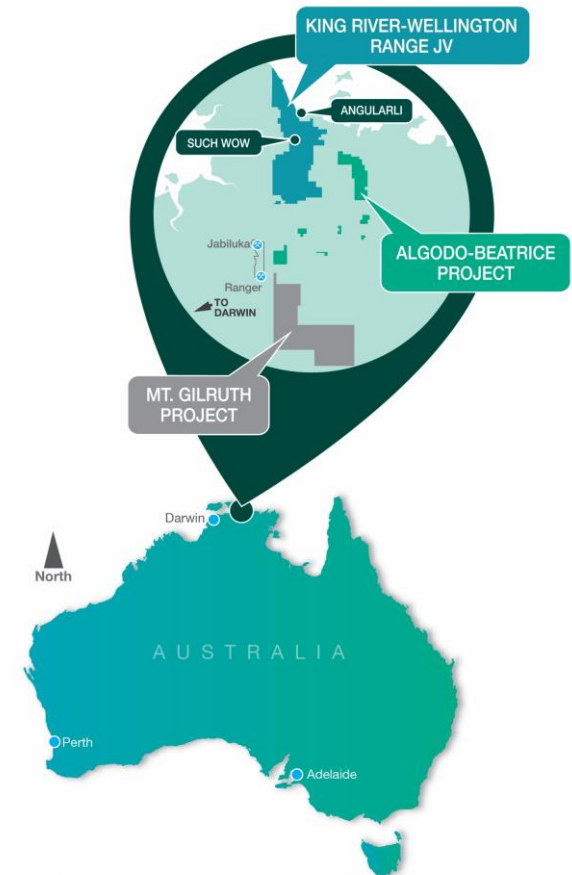 KING RIVER-WELLINGTON
RANGE JV
ANGULARLI
SUCH WOW
ALGODO-BEATRICE
PROJECT
Jabiluka
Ranger
TO
DARWIN
MT. GILRUTH
PROJECT
Darwin
North
AUSTRALIA
Perth
Adelaide